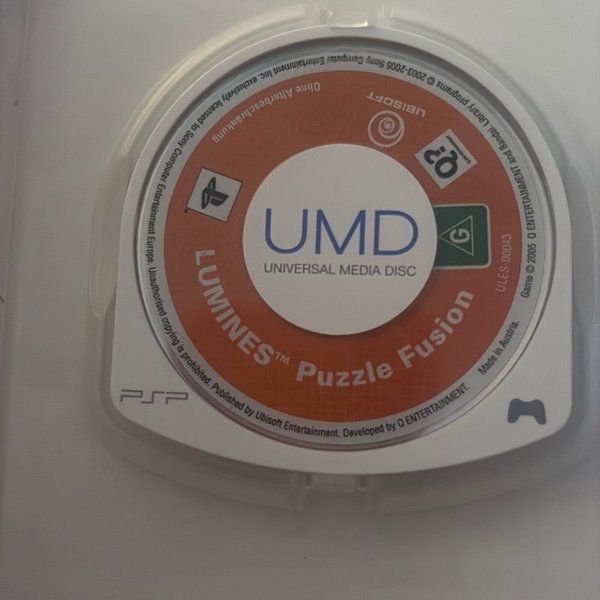 UMD
UNIVERSAL MEDIA DISC
LUMINES™ Puzzle Fusion
Ohne Altersbeschränkung
UBISOFT
Q?
G
ULES-00043
Library programs © 2003-2005 Sony Computer Entertainment Inc. exclusively licensed to Sony Computer Entertainment Europe. Unauthorised copying is prohibited. Published by Ubisoft Entertainment. Developed by Q ENTERTAINMENT.
Made in Austria.
Game © 2005 Q ENTERTAINMENT and Bandai.
PSP